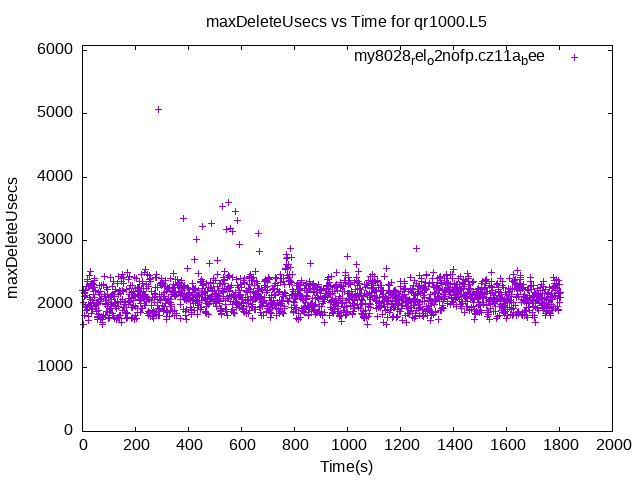 maxDeleteUsecs vs Time for qr1000.L5
my8028relo2nofp.cz11abee
6000
5000
4000
3000
2000
1000
0
maxDeleteUsecs
0 200 400 600 800 1000 1200 1400 1600 1800 2000
Time(s)